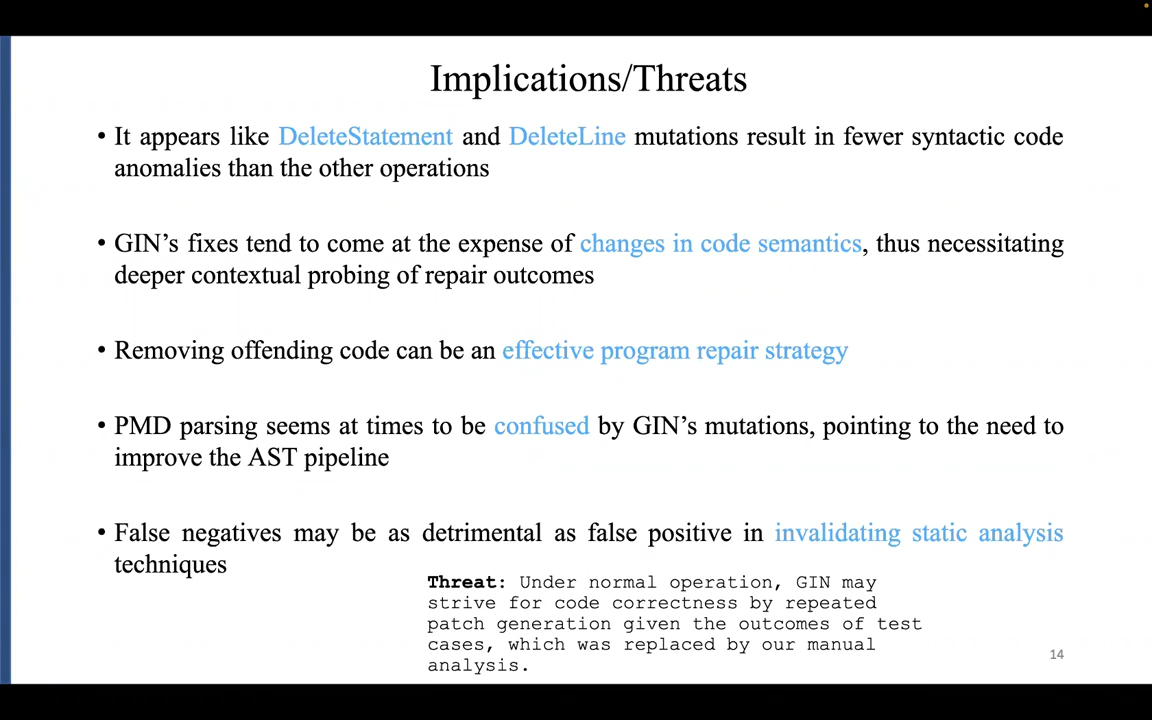 Implications/Threats
• It appears like DeleteStatement and DeleteLine mutations result in fewer syntactic code
anomalies than the other operations
• GIN’s fixes tend to come at the expense of changes in code semantics, thus necessitating
deeper contextual probing of repair outcomes
• Removing offending code can be an effective program repair strategy
• PMD parsing seems at times to be confused by GIN’s mutations, pointing to the need to
improve the AST pipeline
• False negatives may be as detrimental as false positive in invalidating static analysis
techniques
Threat: Under normal operation, GIN may
strive for code correctness by repeated
patch generation given the outcomes of test
cases, which was replaced by our manual
analysis.
14